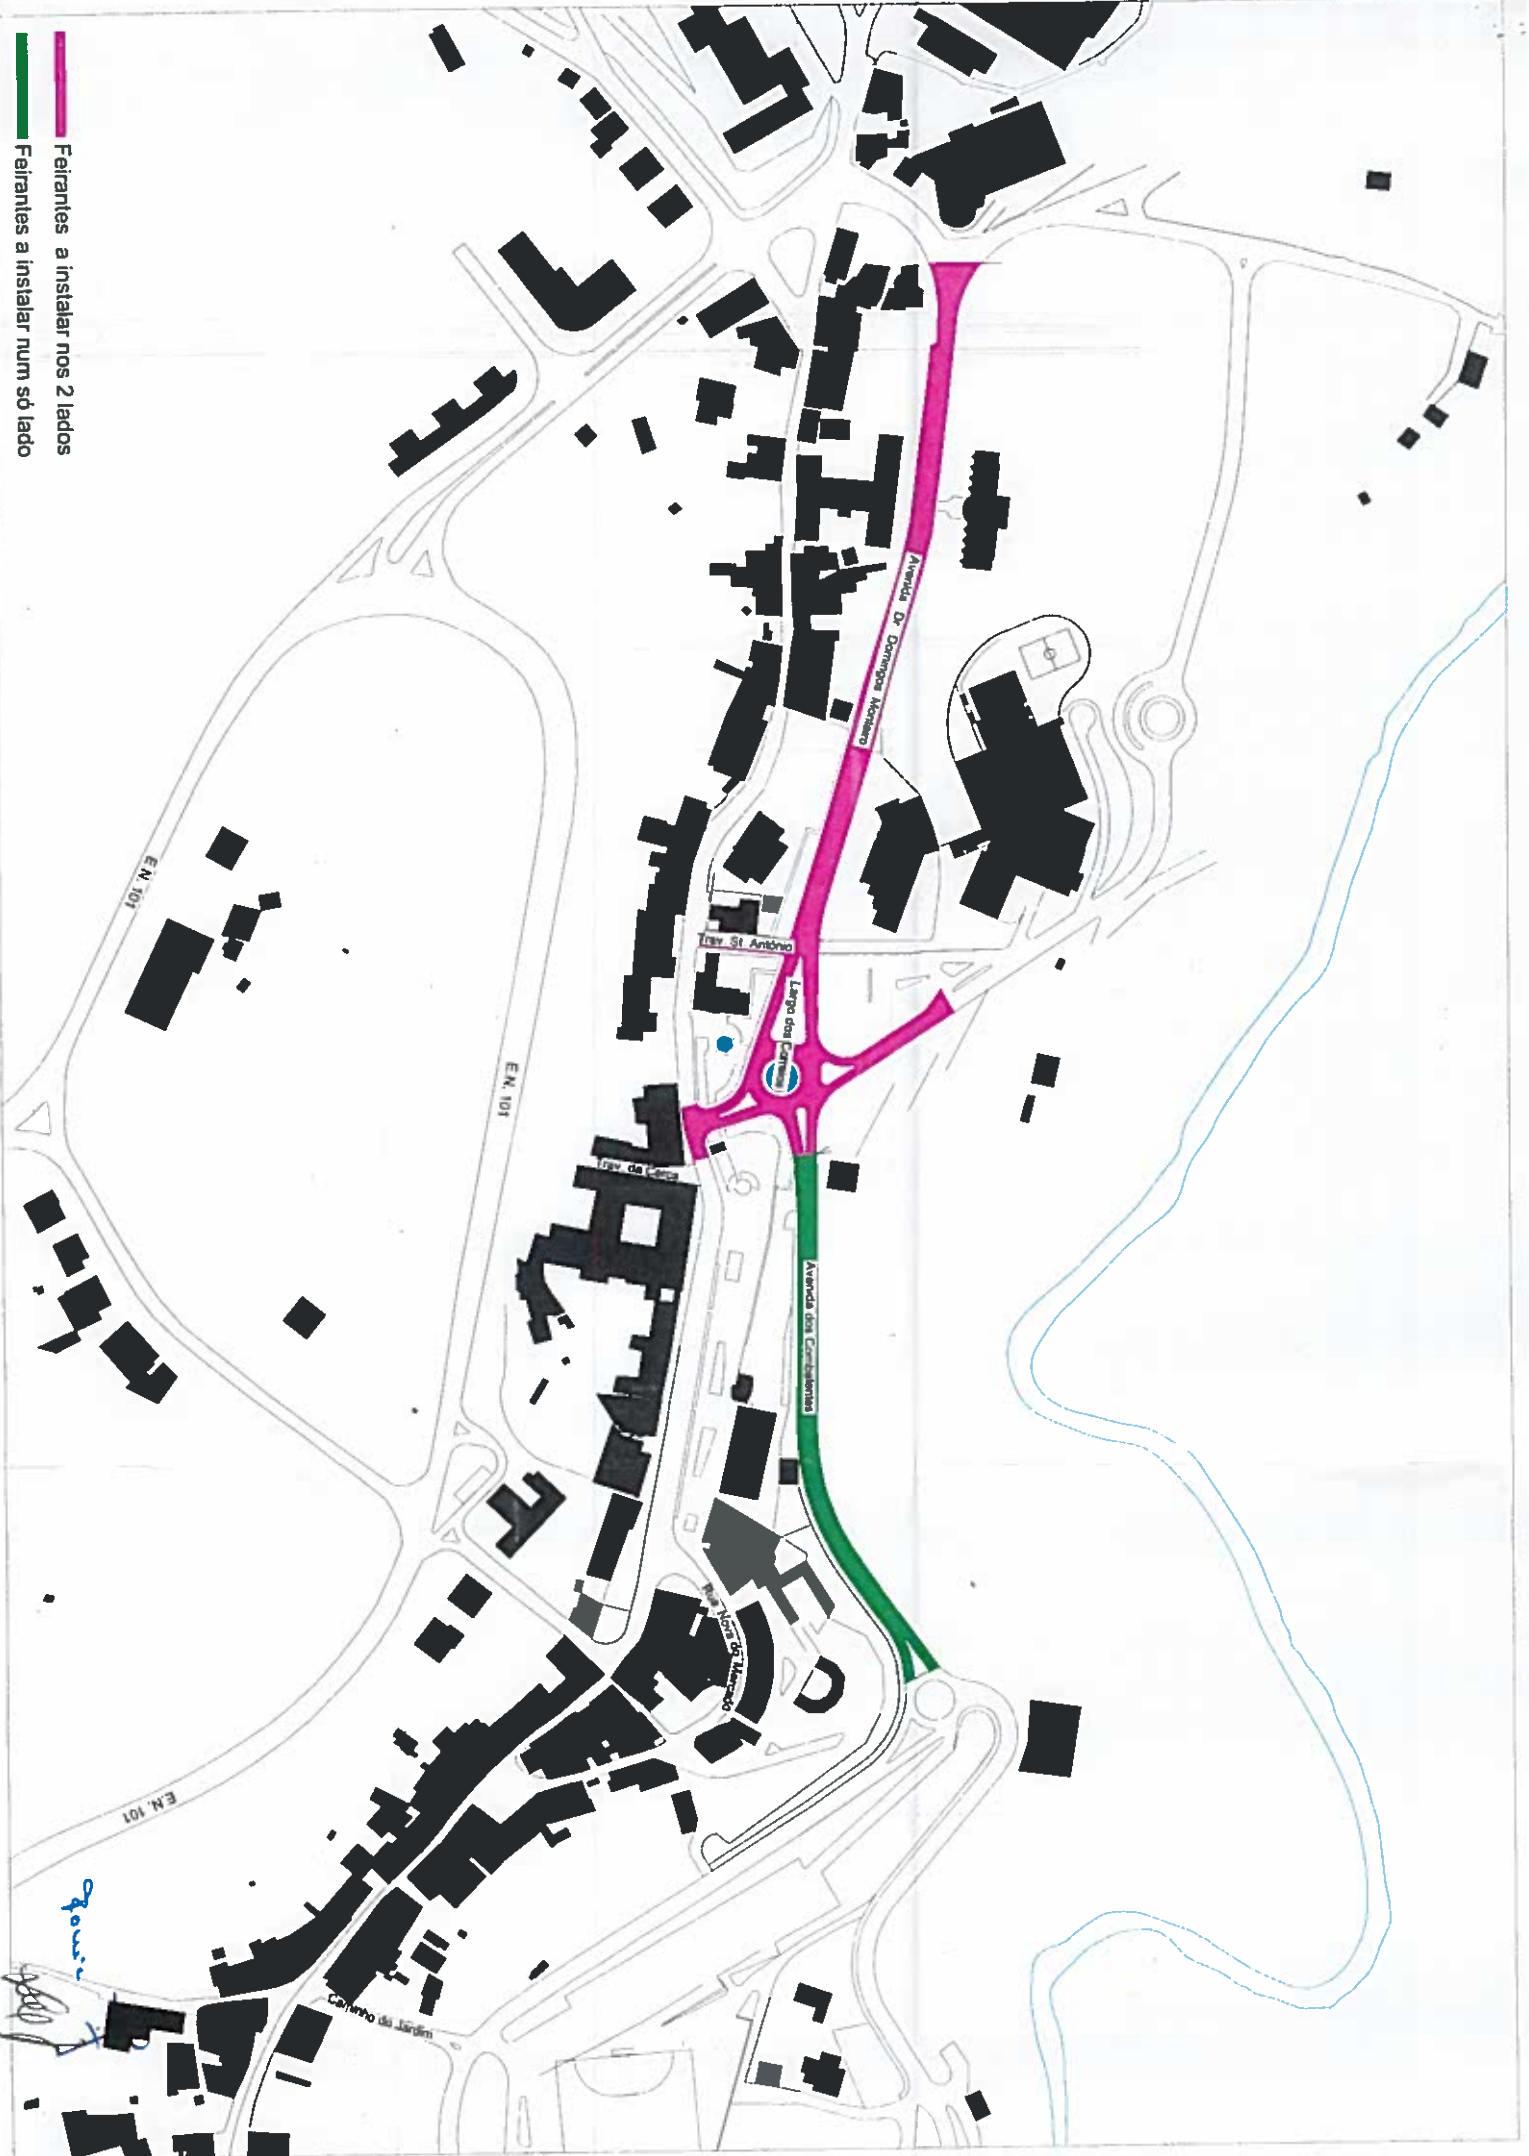 Feirantes a instalar nos 2 lados
Feirantes a instalar num só lado
Avenida Dr Domingos Monteiro
Trav. St António
Largo dos Correios
E.N. 101
E.N. 101
Trav. da Cerca
Avenida dos Combatentes
Rua Nova do Mercado
E.N. 101
Caminho do Jardim